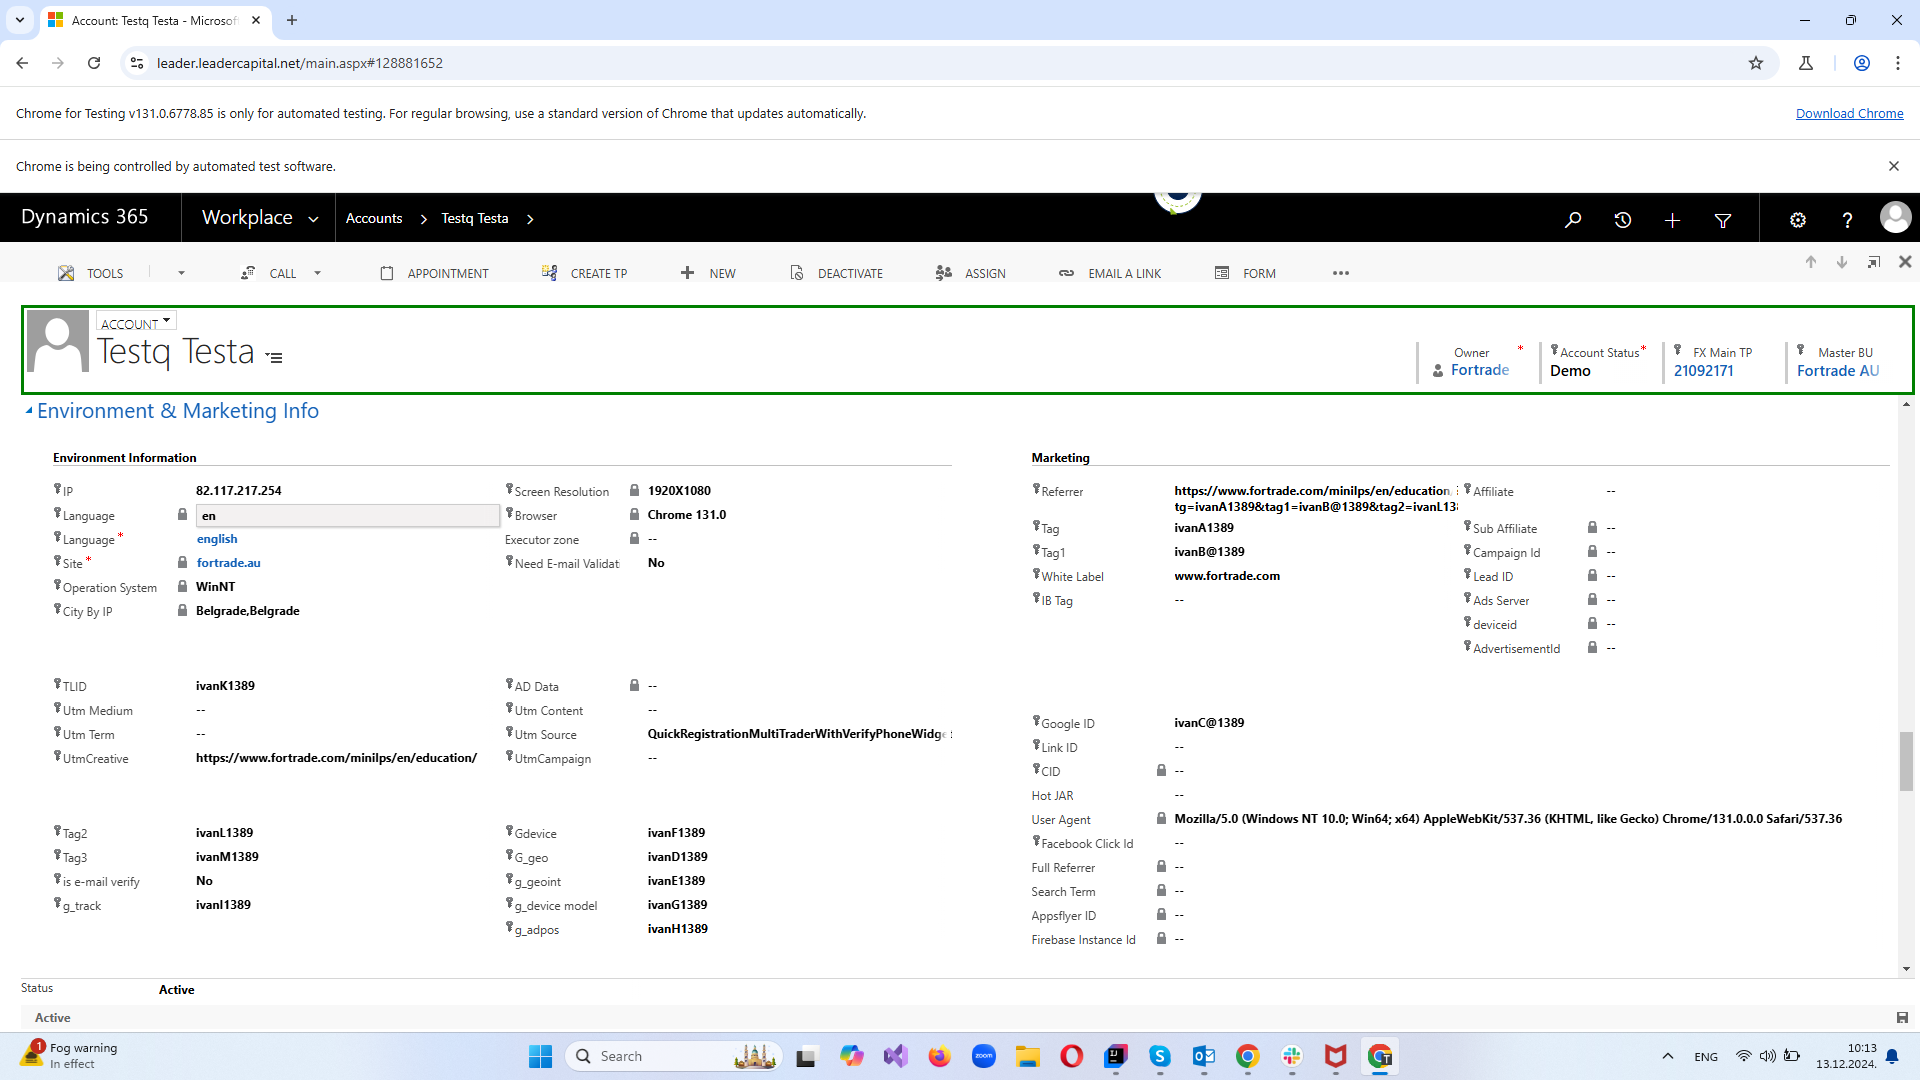 Account: Testq Testa - Microsof
leader.leadercapital.net/main.aspx#128881652
Chrome for Testing v131.0.6778.85 is only for automated testing. For regular browsing, use a standard version of Chrome that updates automatically.
Download Chrome
Chrome is being controlled by automated test software.
Dynamics 365
Workplace
Accounts
Testq Testa
TOOLS
CALL
APPOINTMENT
CREATE TP
NEW
DEACTIVATE
ASSIGN
EMAIL A LINK
FORM
ACCOUNT
Testq Testa
Owner *
Fortrade
Account Status *
Demo
FX Main TP
21092171
Master BU
Fortrade AU
Environment & Marketing Info
Environment Information
IP 82.117.217.254
Language en
Language * english
Site * fortrade.au
Operation System WinNT
City By IP Belgrade,Belgrade
Screen Resolution 1920X1080
Browser Chrome 131.0
Executor zone --
Need E-mail Validat No
TLID ivanK1389
Utm Medium --
Utm Term --
UtmCreative https://www.fortrade.com/minilps/en/education/
AD Data --
Utm Content --
Utm Source QuickRegistrationMultiTraderWithVerifyPhoneWidge
UtmCampaign --
Tag2 ivanL1389
Tag3 ivanM1389
is e-mail verify No
g_track ivanI1389
Gdevice ivanF1389
G_geo ivanD1389
g_geoint ivanE1389
g_device model ivanG1389
g_adpos ivanH1389
Marketing
Referrer https://www.fortrade.com/minilps/en/education
tg=ivanA1389&tag1=ivanB@1389&tag2=ivanL138
Tag ivanA1389
Tag1 ivanB@1389
White Label www.fortrade.com
IB Tag --
Affiliate --
Sub Affiliate --
Campaign Id --
Lead ID --
Ads Server --
deviceid --
AdvertisementId --
Google ID ivanC@1389
Link ID --
CID --
Hot JAR --
User Agent Mozilla/5.0 (Windows NT 10.0; Win64; x64) AppleWebKit/537.36 (KHTML, like Gecko) Chrome/131.0.0.0 Safari/537.36
Facebook Click Id --
Full Referrer --
Search Term --
Appsflyer ID --
Firebase Instance Id --
Status Active
Active
1
Fog warning
In effect
Search
zoom
ENG
10:13
13.12.2024.